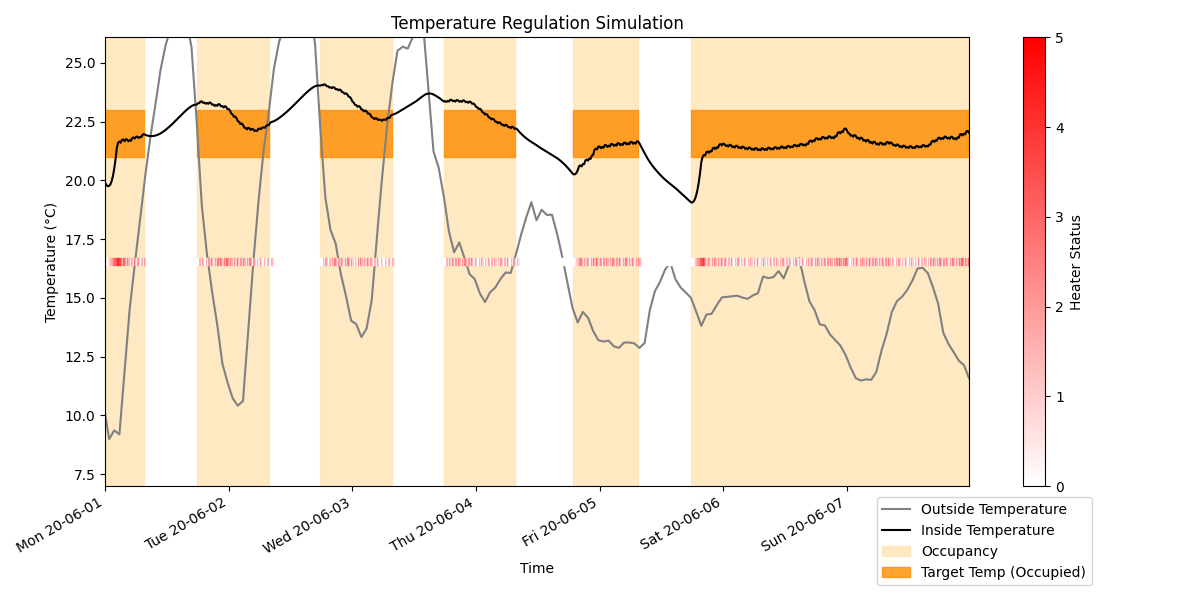 Temperature Regulation Simulation
Temperature (°C)
25.0
22.5
20.0
17.5
15.0
12.5
10.0
7.5
Mon 20-06-01
Tue 20-06-02
Wed 20-06-03
Thu 20-06-04
Fri 20-06-05
Sat 20-06-06
Sun 20-06-07
Time
5
4
3
2
1
0
Heater Status
Outside Temperature
Inside Temperature
Occupancy
Target Temp (Occupied)